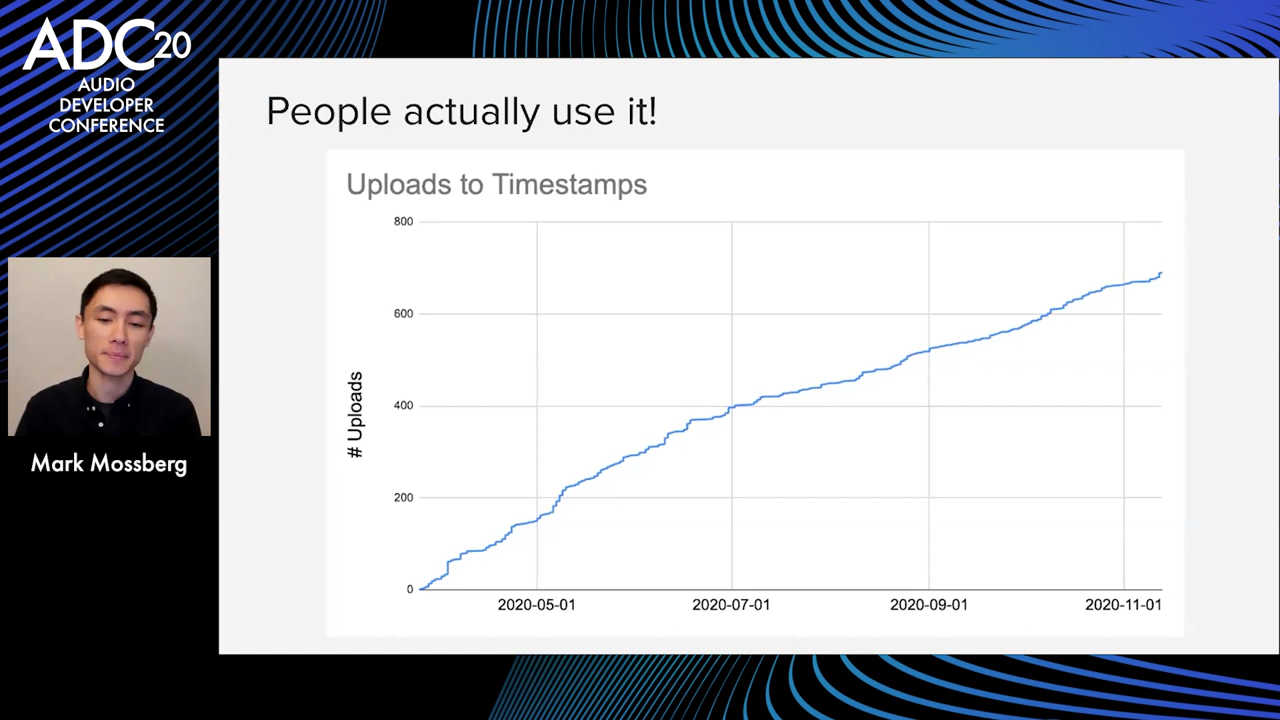 ADC20
AUDIO
DEVELOPER
CONFERENCE
Mark Mossberg
People actually use it!
Uploads to Timestamps
# Uploads
800
600
400
200
0
2020-05-01
2020-07-01
2020-09-01
2020-11-01